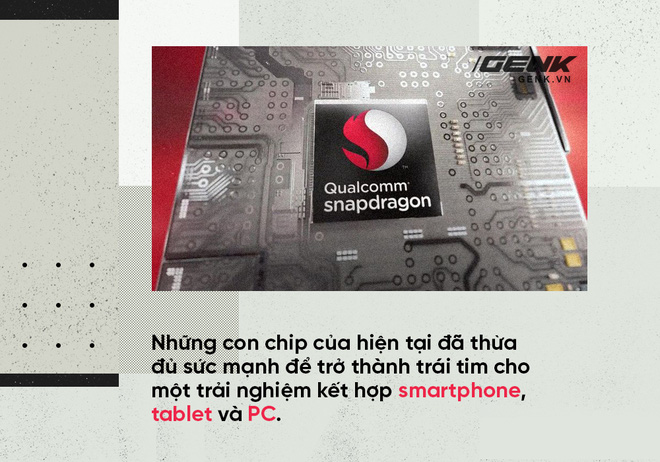 GENK
GENK.VN
Qualcomm™
snapdragon
Những con chip của hiện tại đã thừa
đủ sức mạnh để trở thành trái tim cho
một trải nghiệm kết hợp smartphone,
tablet và PC.